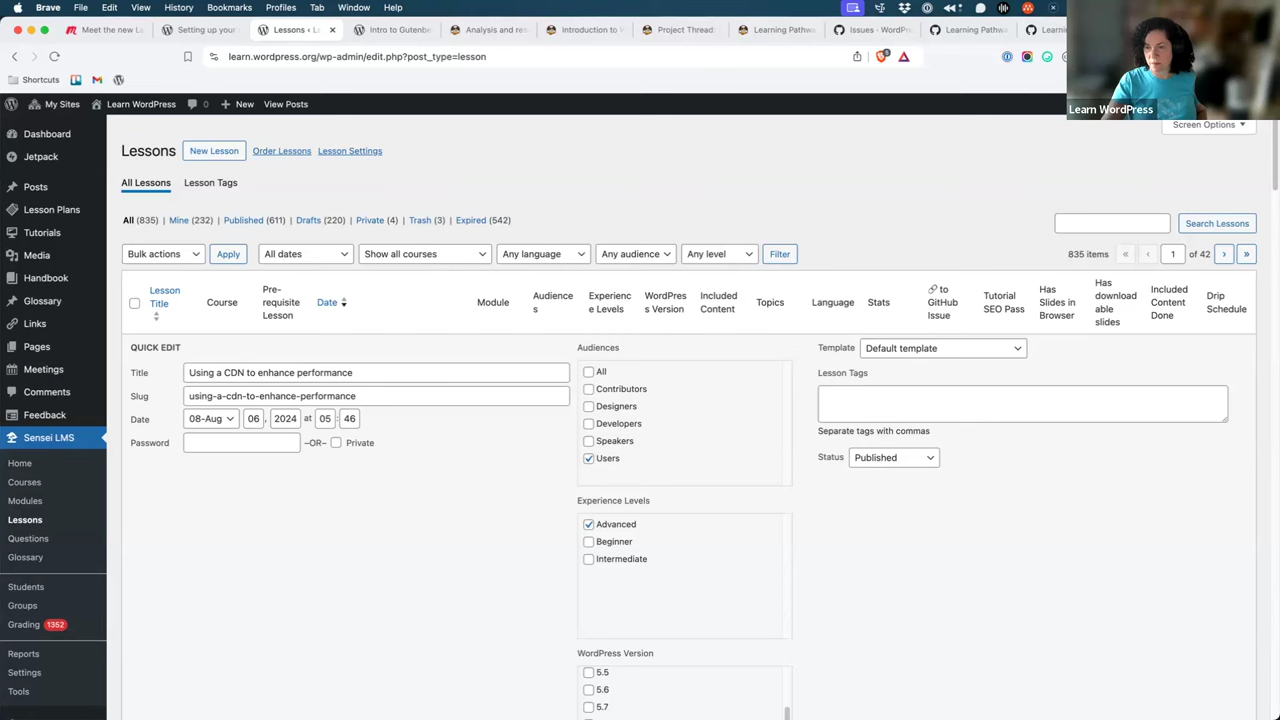 Brave File Edit View History Bookmarks Profiles Tab Window Help
Meet the new La
Setting up your
Lessons ‹ La
Intro to Gutenbe
Analysis and re
Introduction to V
Project Thread:
Learning Pathwa
Issues · WordPr
Learning Pathw
Learnin
learn.wordpress.org/wp-admin/edit.php?post_type=lesson
Shortcuts
Learn WordPress
My Sites Learn WordPress 0 New View Posts
Screen Options
Dashboard
Jetpack
Posts
Lesson Plans
Tutorials
Media
Handbook
Glossary
Links
Pages
Meetings
Comments
Feedback
Sensei LMS
Home
Courses
Modules
Lessons
Questions
Glossary
Students
Groups
Grading 1352
Reports
Settings
Tools
Lessons New Lesson Order Lessons Lesson Settings
All Lessons Lesson Tags
All (835) | Mine (232) | Published (611) | Drafts (220) | Private (4) | Trash (3) | Expired (542)
Search Lessons
Bulk actions Apply All dates Show all courses Any language Any audience Any level Filter
835 items « ‹ 1 of 42 › »
Lesson Title
Course
Pre-requisite Lesson
Date
Module
Audiences
Experience Levels
WordPress Version
Included Content
Topics
Language
Stats
to GitHub Issue
Tutorial SEO Pass
Has Slides in Browser
Has downloadable slides
Included Content Done
Drip Schedule
QUICK EDIT
Title Using a CDN to enhance performance
Slug using-a-cdn-to-enhance-performance
Date 08-Aug 06 , 2024 at 05 : 46
Password –OR– Private
Audiences
All
Contributors
Designers
Developers
Speakers
Users
Experience Levels
Advanced
Beginner
Intermediate
WordPress Version
5.5
5.6
5.7
Template Default template
Lesson Tags
Separate tags with commas
Status Published